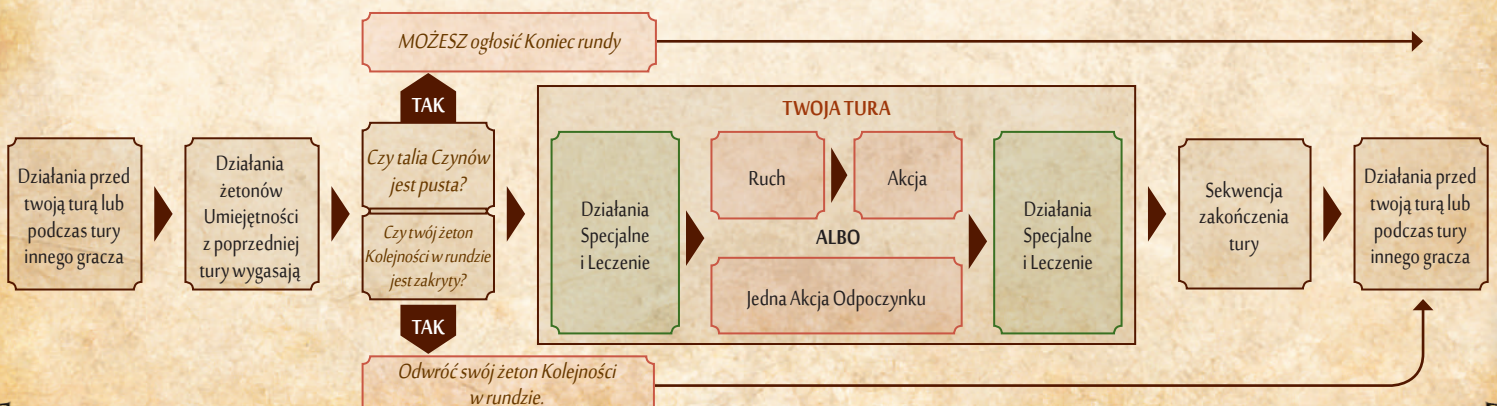 MOŻESZ ogłosić Koniec rundy
TAK
Działania przed
twoją turą lub
podczas tury
innego gracza
Działania
żetonów
Umiejętności
z poprzedniej
tury wygasają
Czy talia Czynów
jest pusta?
Czy twój żeton
Kolejności w rundzie
jest zakryty?
TAK
Odwróć swój żeton Kolejności
w rundzie.
TWOJA TURA
Działania
Specjalne
i Leczenie
Ruch
Akcja
ALBO
Jedna Akcja Odpoczynku
Działania
Specjalne
i Leczenie
Sekwencja
zakończenia
tury
Działania przed
twoją turą lub
podczas tury
innego gracza